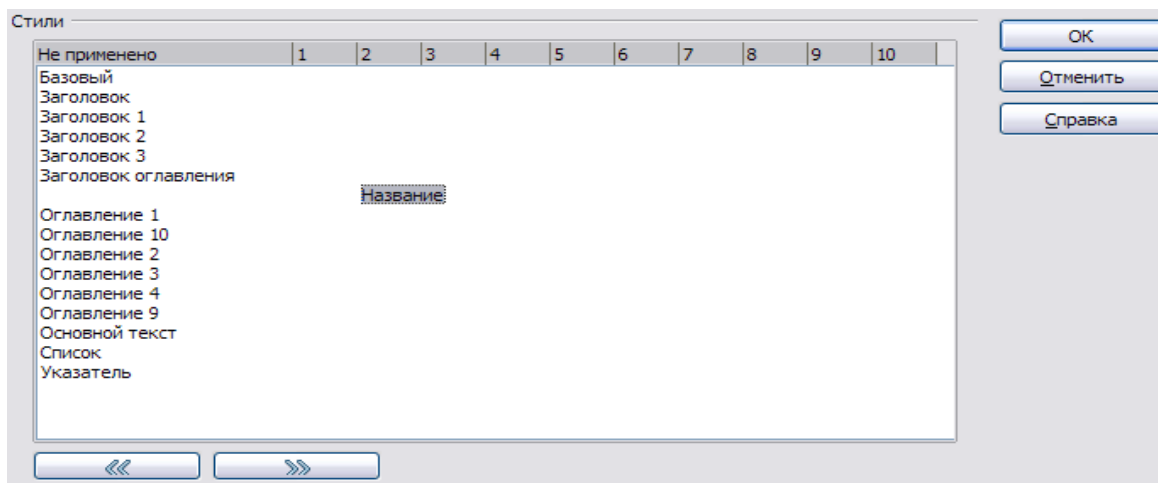 Стили
Не применено 1 2 3 4 5 6 7 8 9 10
Базовый
Заголовок
Заголовок 1
Заголовок 2
Заголовок 3
Заголовок оглавления
Название
Оглавление 1
Оглавление 10
Оглавление 2
Оглавление 3
Оглавление 4
Оглавление 9
Основной текст
Список
Указатель
ОК
Отменить
Справка